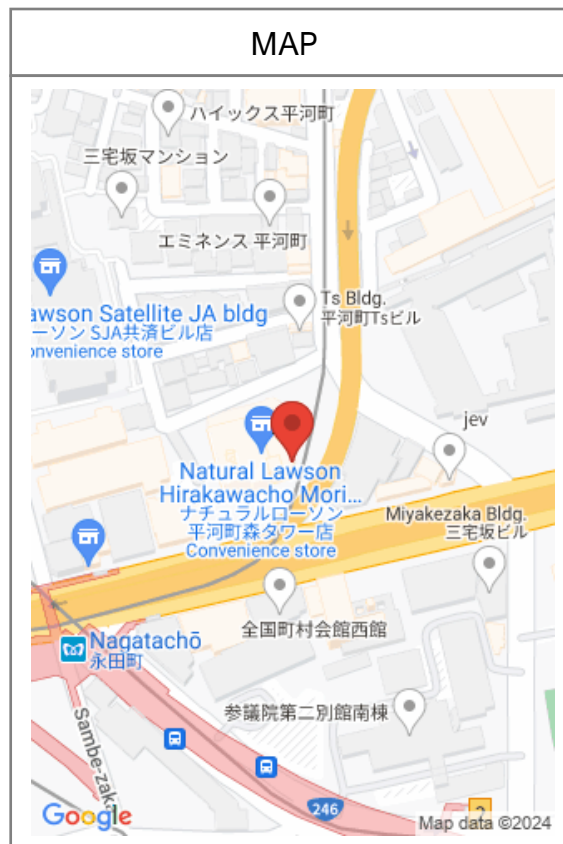 MAP
ハイックス平河町
三宅坂マンション
エミネンス 平河町
awson Satellite JA bldg
ーソン SJA共済ビル店
onvenience store
Ts Bldg.
平河町Tsビル
jev
Natural Lawson
Hirakawacho Mori...
ナチュラルローソン
平河町森タワー店
Convenience store
Miyakezaka Bldg.
三宅坂ビル
全国町村会館西館
Nagatachō
永田町
参議院第二別館南棟
Sambe-zaka
246
2
Google
Map data ©2024